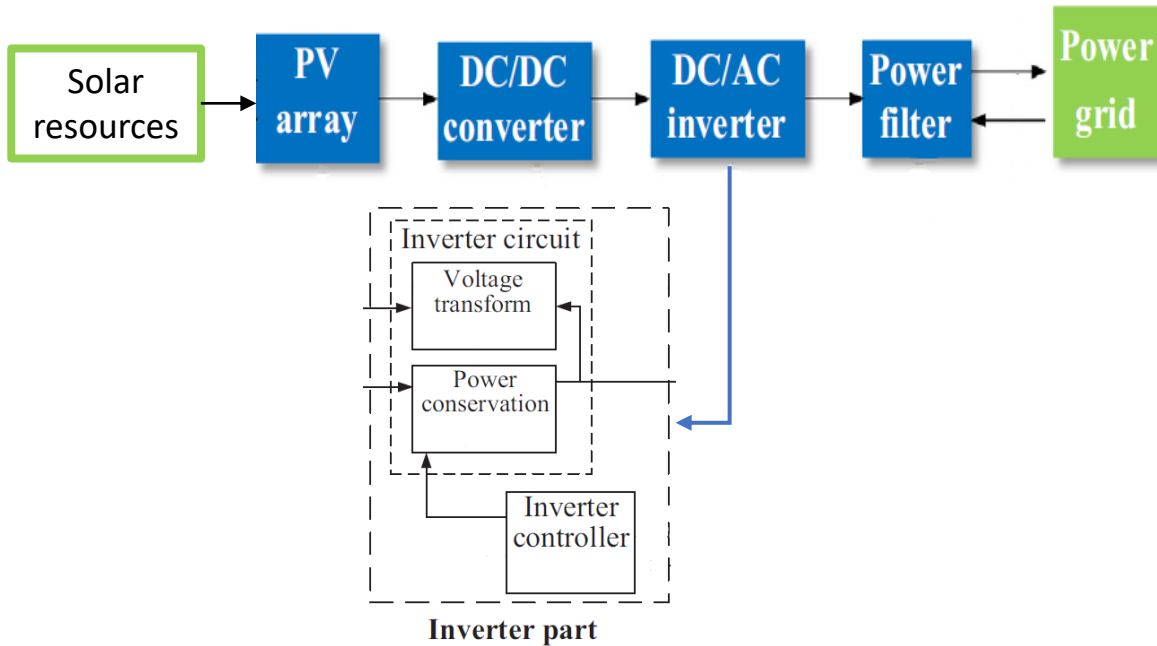 Solar
resources
PV
array
DC/DC
converter
DC/AC
inverter
Power
filter
Power
grid
Inverter circuit
Voltage
transform
Power
conservation
Inverter
controller
Inverter part